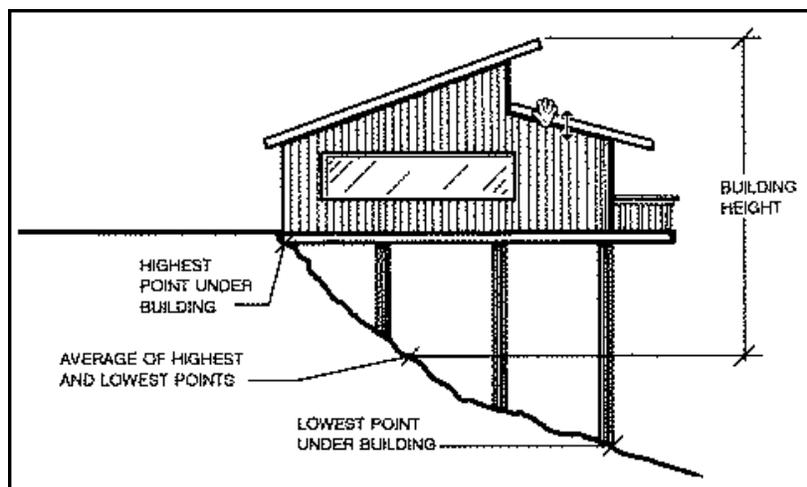 BUILDING
HEIGHT
HIGHEST
POINT UNDER
BUILDING
AVERAGE OF HIGHEST
AND LOWEST POINTS
LOWEST POINT
UNDER BUILDING